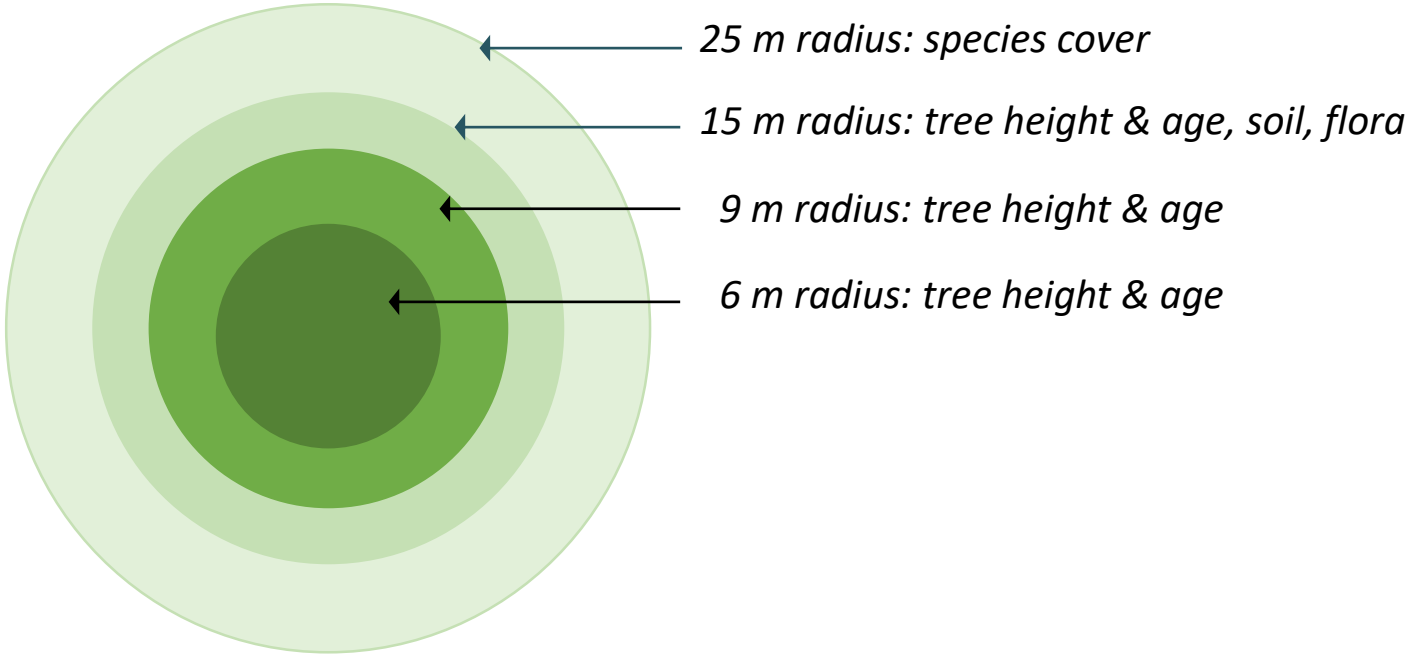 25 m radius: species cover
15 m radius: tree height & age, soil, flora
9 m radius: tree height & age
6 m radius: tree height & age